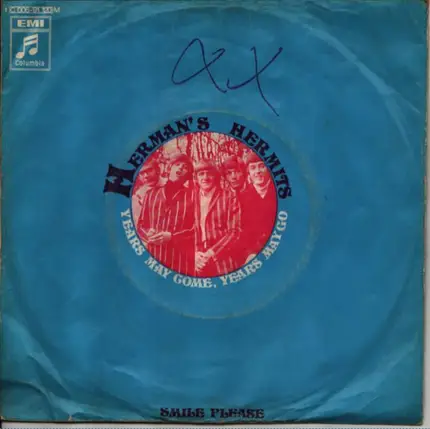 EMI
Columbia
HERMAN'S HERMITS
YEARS MAY COME, YEARS MAY GO
SMILE PLEASE